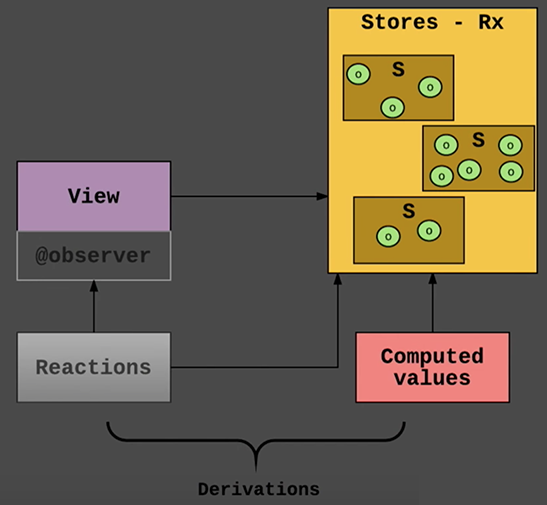 Stores - Rx
S
o
o
o
S
o
o
o
o
o
View
@observer
S
o
o
Reactions
Computed
values
Derivations